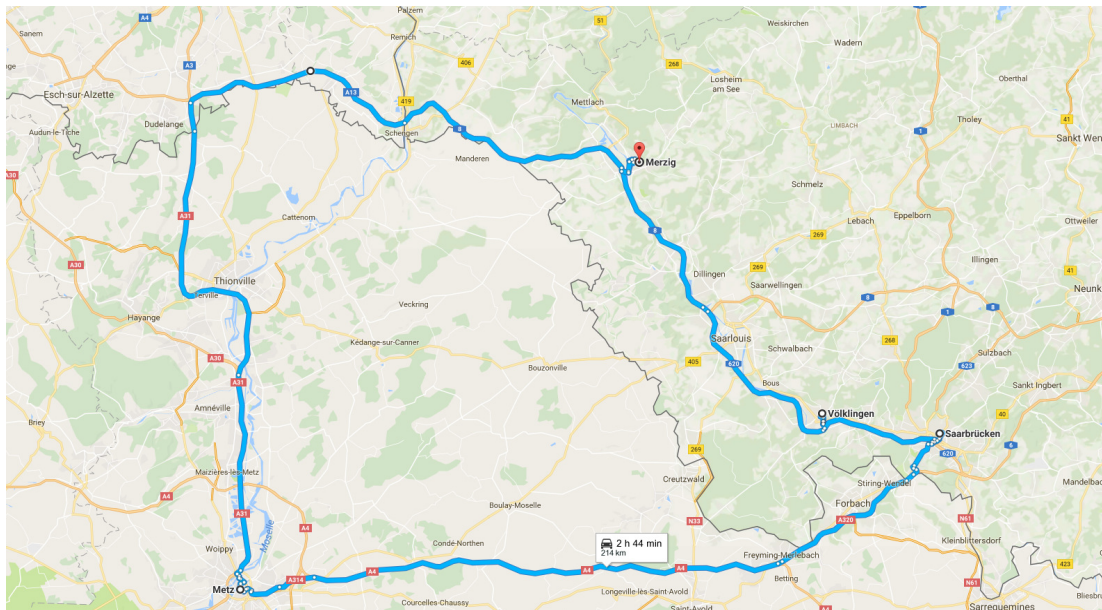 Palzem
Weiskirchen
A4
51
Sanem
Remich
Wadern
A3
406
268
Oberthal
Losheim
am See
Esch-sur-Alzette
A13
419
Mettlach
1
Tholey
41
Dudelange
LIMBACH
Audun-le-Tiche
Schengen
8
Sankt Wen
Manderen
Merzig
A30
Schmelz
A31
Cattenom
Lebach
Eppelborn
Ottweiler
8
269
269
A30
Dillingen
Illingen
41
Thionville
Saarwellingen
8
8
Neunk
Veckring
1
Hayange
Kédange-sur-Canner
Saarlouis
268
Schwalbach
Sulzbach
A30
405
620
623
A31
Bouzonville
Bous
Sankt Ingbert
Amnéville
Völklingen
40
Briey
Saarbrücken
269
620
6
Maizières-lès-Metz
Creutzwald
Stiring-Wendel
Mandelbac
A4
A4
Forbach
A31
Boulay-Moselle
N33
A320
N61
A4
Kleinblittersdorf
Moselle
2 h 44 min
214 km
Woippy
Condé-Northen
Freyming-Merlebach
A314
A4
A4
A4
Betting
423
Metz
N61
Longeville-lès-Saint-Avold
Courcelles-Chaussy
Saint-Avold
A4
Sarreguemines